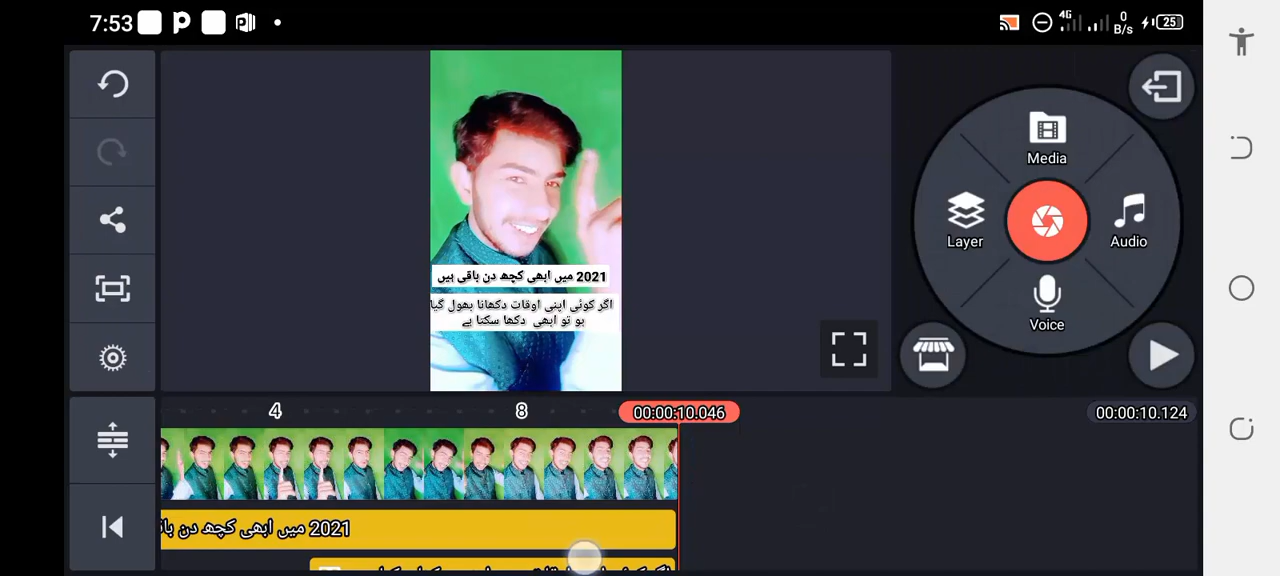 7:53
4G
0
B/s
25
Media
Layer
Audio
Voice
2021 میں ابھی کچھ دن باقی ہیں
اگر کوئی اپنی اوقات دکھانا بھول گیا
ہو تو ابھی دکھا سکتا ہے
4
8
00:00:10.046
00:00:10.124
2021 میں ابھی کچھ دن